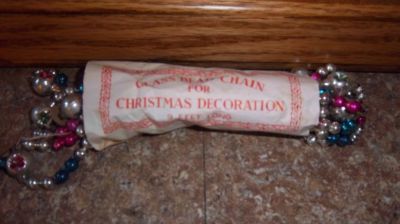 GLASS BEAD CHAIN
FOR
CHRISTMAS DECORATION
9 FEET LONG